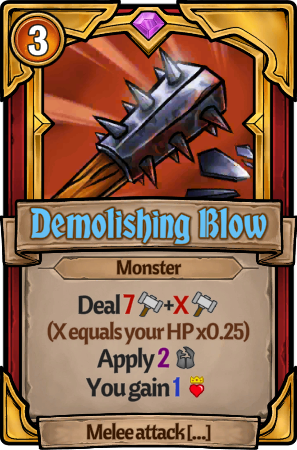 3
Demolishing Blow
Monster
Deal 7 +X
(X equals your HP x0.25)
Apply 2
You gain 1
Melee attack [...]